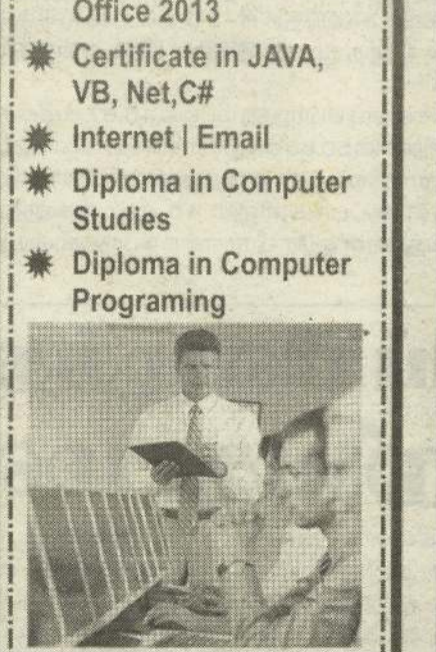 Office 2013
Certificate in JAVA,
VB, Net,C#
Internet | Email
Diploma in Computer
Studies
Diploma in Computer
Programing